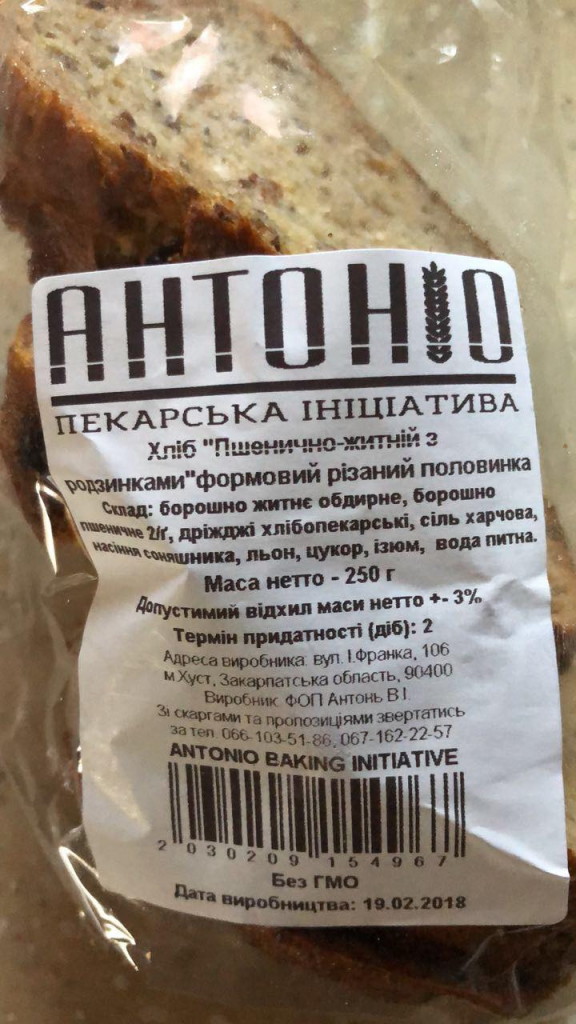 АНТОНІО
ПЕКАРСЬКА ІНІЦІАТИВА
Хліб "Пшенично-житній з
родзинками"формовий різаний половинка
Склад: борошно житнє обдирне, борошно
пшеничне 2/ґ, дріжджі хлібопекарські, сіль харчова,
насіння соняшника, льон, цукор, ізюм, вода питна.
Маса нетто - 250 г
Допустимий відхил маси нетто +- 3%
Термін придатності (діб): 2
Адреса виробника: вул. І.Франка, 106
м.Хуст, Закарпатська область, 90400
Виробник: ФОП Антонь В.І.
Зі скаргами та пропозиціями звертатись
за тел. 066-103-51-86, 067-162-22-57
ANTONIO BAKING INITIATIVE
2 030209 154967
Без ГМО
Дата виробництва: 19.02.2018